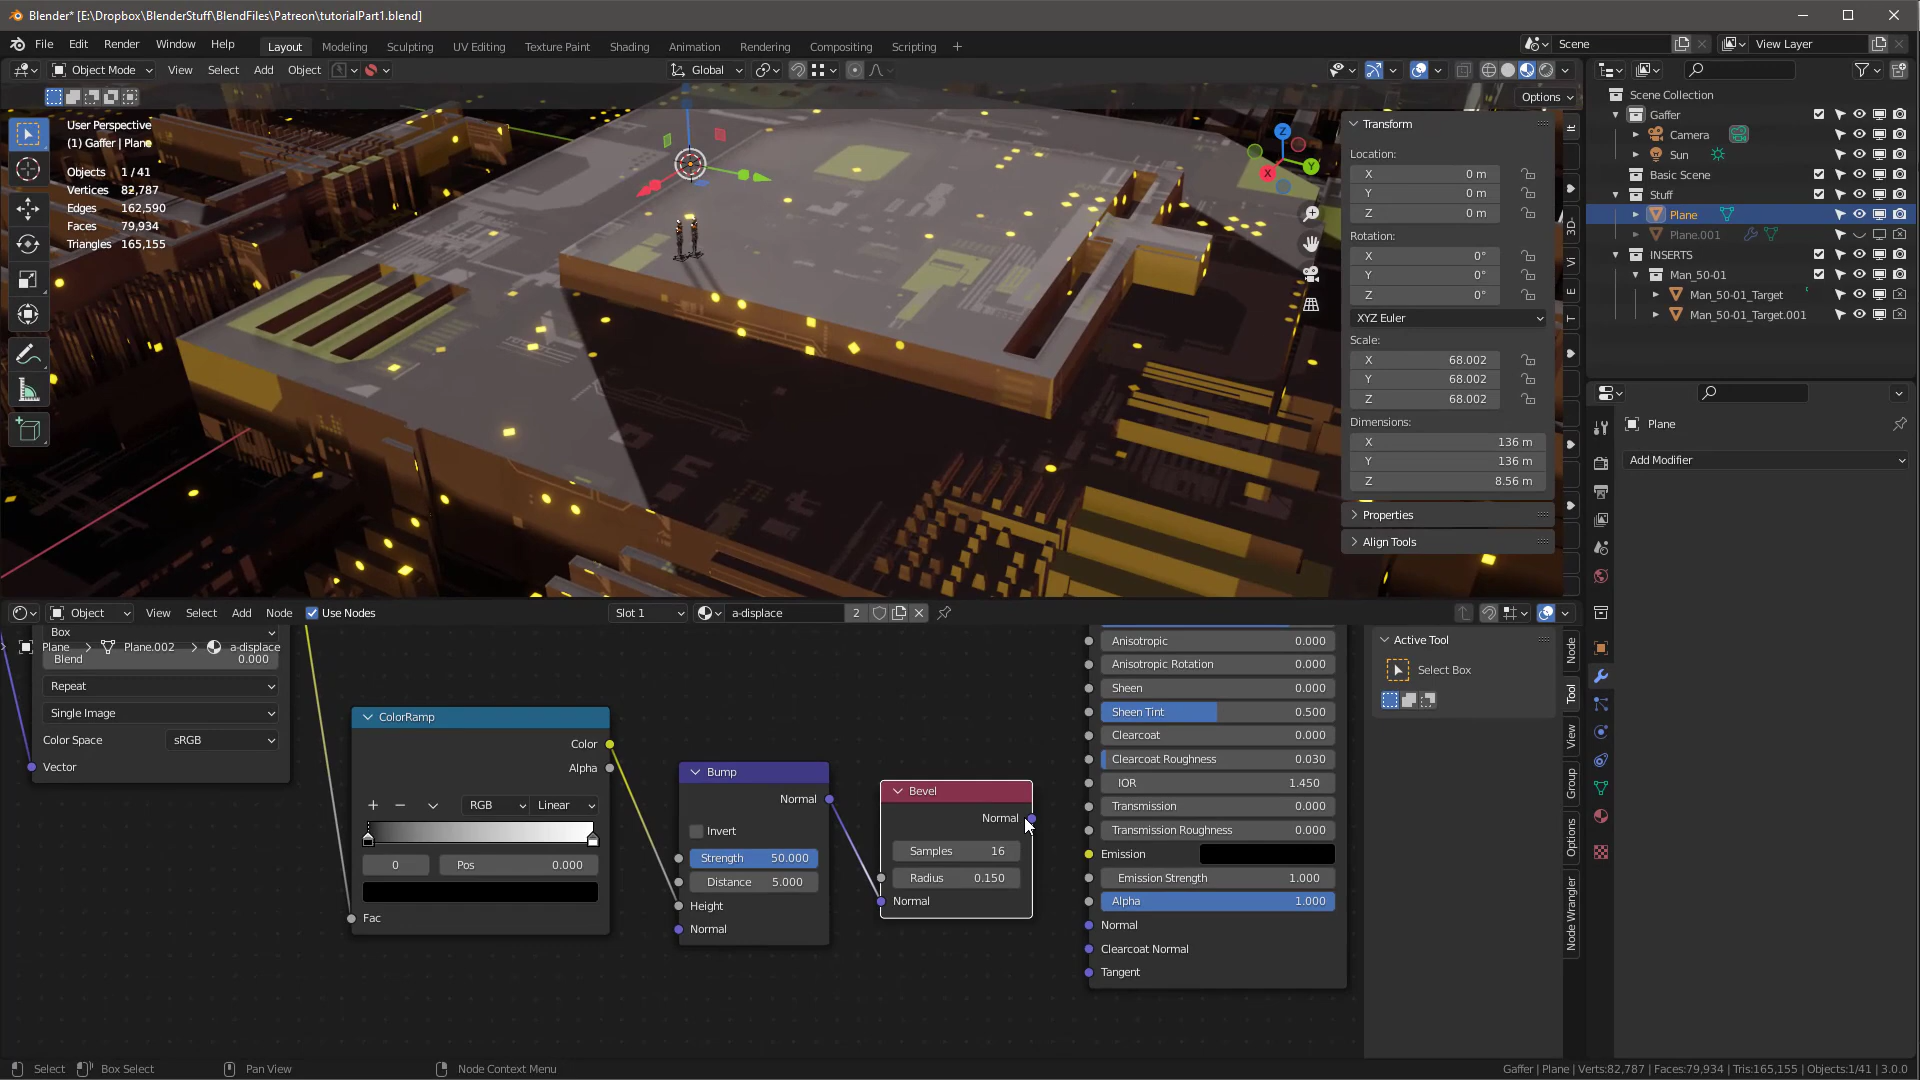 Blender* [E:\Dropbox\BlenderStuff\BlendFiles\Patreon\tutorialPart1.blend]
File Edit Render Window Help Layout Modeling Sculpting UV Editing Texture Paint Shading Animation Rendering Compositing Scripting + Scene View Layer
Object Mode View Select Add Object Global
Options
User Perspective
(1) Gaffer | Plane
Objects 1 / 41
Vertices 82,787
Edges 162,590
Faces 79,934
Triangles 165,155
Z
Y
X
Transform
Location:
X 0 m
Y 0 m
Z 0 m
Rotation:
X 0°
Y 0°
Z 0°
XYZ Euler
Scale:
X 68.002
Y 68.002
Z 68.002
Dimensions:
X 136 m
Y 136 m
Z 8.56 m
Properties
Align Tools
It
3D-
Vi
E
T
Scene Collection
Gaffer
Camera
Sun
Basic Scene
Stuff
Plane
Plane.001
INSERTS
Man_50-01
Man_50-01_Target
Man_50-01_Target.001
Plane
Add Modifier
Object View Select Add Node Use Nodes Slot 1 a-displace 2
Box
Plane Plane.002 a-displace
Blend 0.000
Repeat
Single Image
Color Space sRGB
Vector
ColorRamp
Color
Alpha
+ − RGB Linear
0 Pos 0.000
Fac
Bump
Normal
Invert
Strength 50.000
Distance 5.000
Height
Normal
Bevel
Normal
Samples 16
Radius 0.150
Normal
Anisotropic 0.000
Anisotropic Rotation 0.000
Sheen 0.000
Sheen Tint 0.500
Clearcoat 0.000
Clearcoat Roughness 0.030
IOR 1.450
Transmission 0.000
Transmission Roughness 0.000
Emission
Emission Strength 1.000
Alpha 1.000
Normal
Clearcoat Normal
Tangent
Active Tool
Select Box
Node
Tool
View
Group
Options
Node Wrangler
Select Box Select Pan View Node Context Menu Gaffer | Plane | Verts:82,787 | Faces:79,934 | Tris:165,155 | Objects:1/41 | 3.0.0